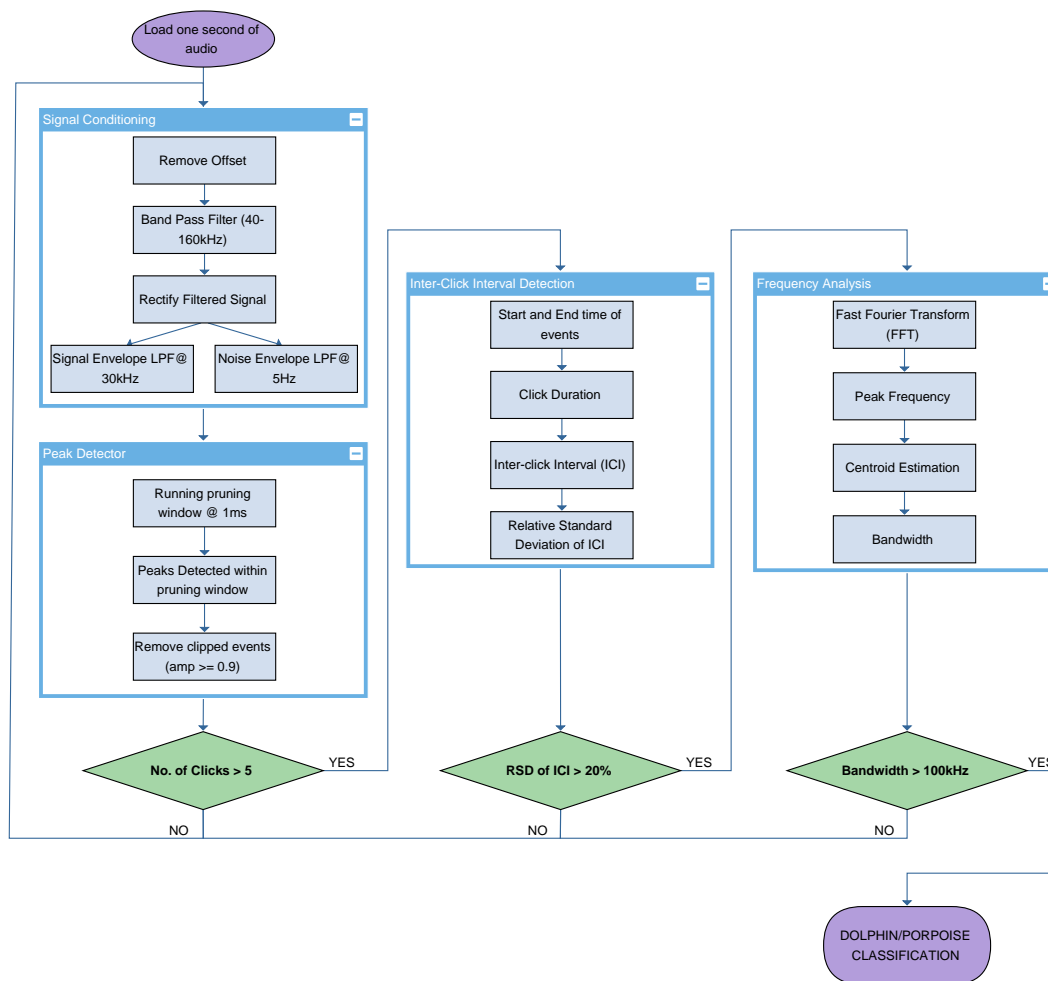 Load one second of
audio
Signal Conditioning
Remove Offset
Band Pass Filter (40-
160kHz)
Rectify Filtered Signal
Signal Envelope LPF@
30kHz
Noise Envelope LPF@
5Hz
Peak Detector
Running pruning
window @ 1ms
Peaks Detected within
pruning window
Remove clipped events
(amp >= 0.9)
No. of Clicks > 5
YES
NO
Inter-Click Interval Detection
Start and End time of
events
Click Duration
Inter-click Interval (ICI)
Relative Standard
Deviation of ICI
RSD of ICI > 20%
YES
NO
Frequency Analysis
Fast Fourier Transform
(FFT)
Peak Frequency
Centroid Estimation
Bandwidth
Bandwidth > 100kHz
YES
NO
DOLPHIN/PORPOISE
CLASSIFICATION